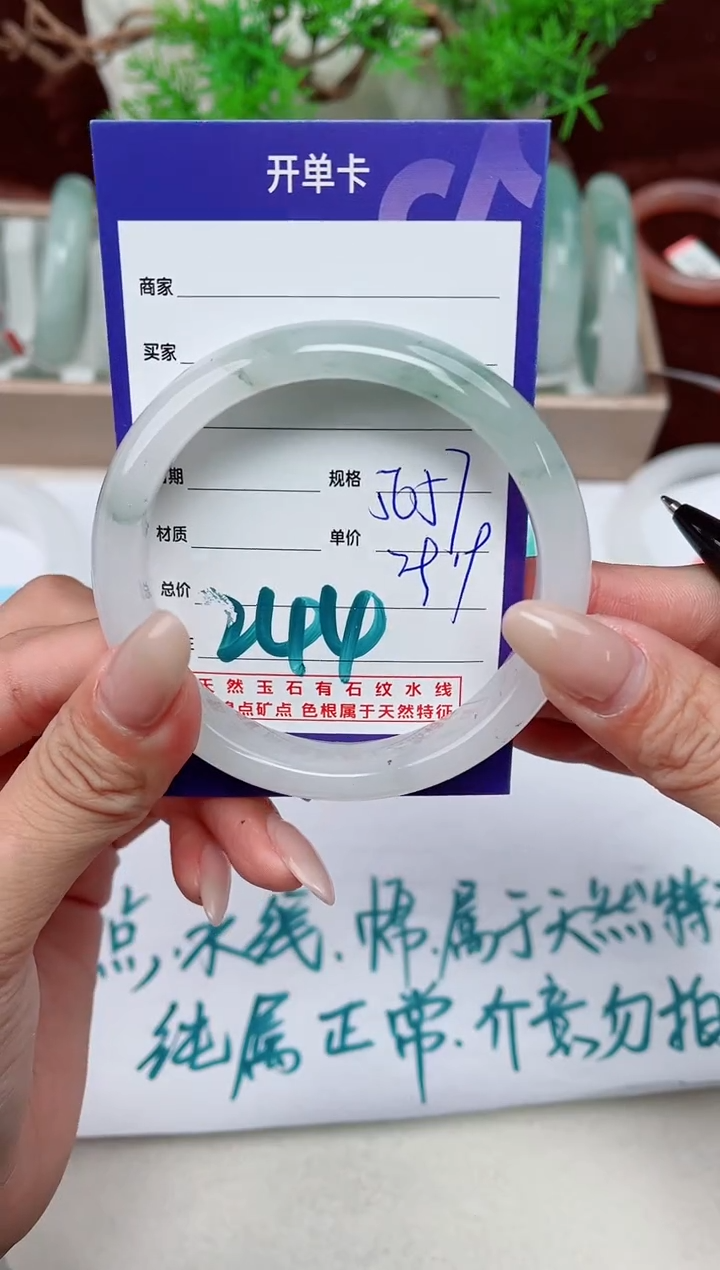 开单卡
商家
买家
期 规格
材质 单价
总价 244
天然玉石有石纹水线
点矿点 色根属于天然特征
点,水线.棉.属于天然特
纯属正常.介意勿拍